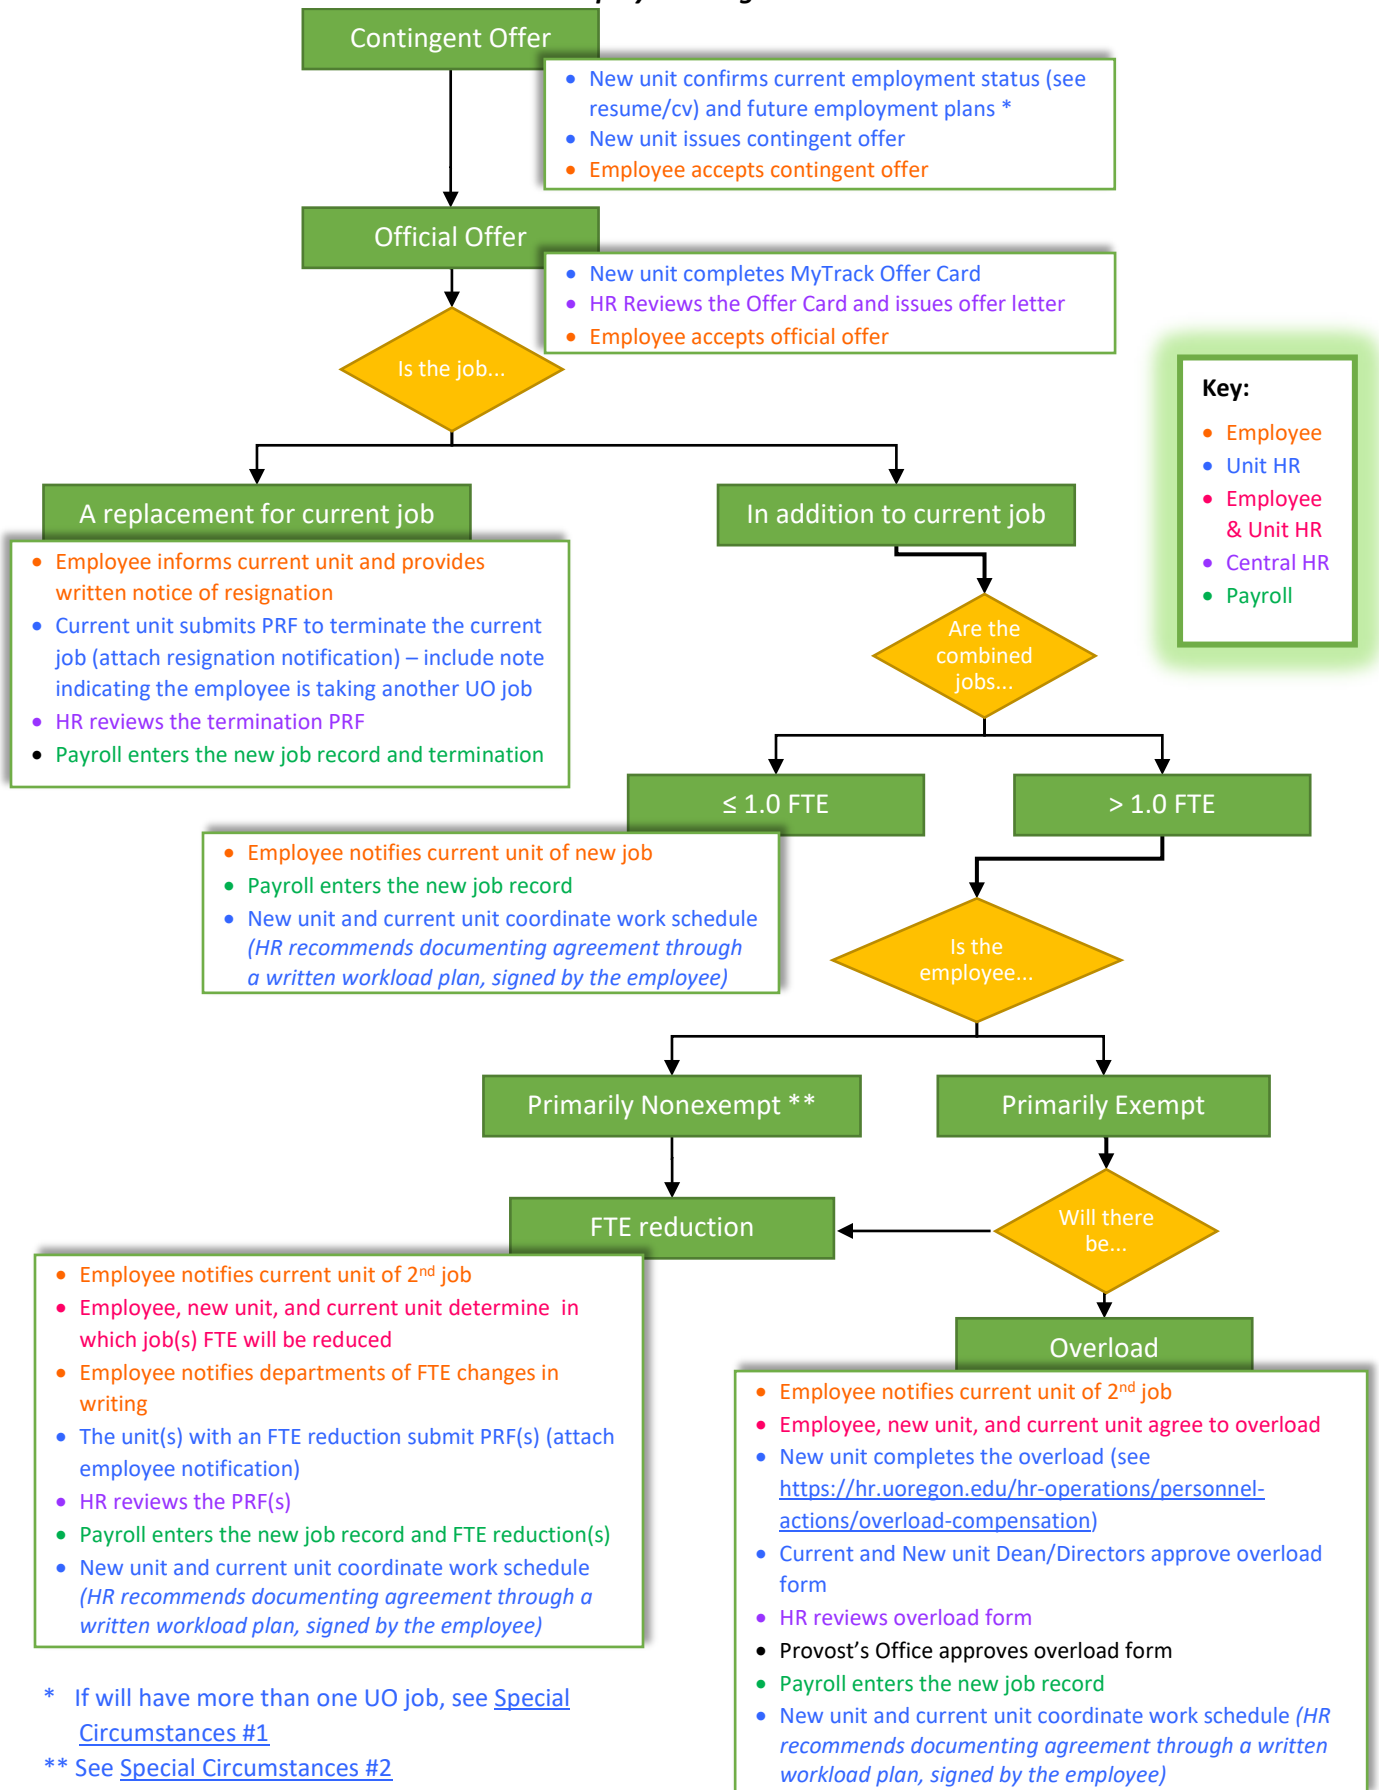 Contingent Offer
• New unit confirms current employment status (see
resume/cv) and future employment plans *
• New unit issues contingent offer
• Employee accepts contingent offer
Official Offer
• New unit completes MyTrack Offer Card
• HR Reviews the Offer Card and issues offer letter
• Employee accepts official offer
Is the job...
Key:
• Employee
• Unit HR
• Employee
& Unit HR
• Central HR
• Payroll
A replacement for current job
• Employee informs current unit and provides
written notice of resignation
• Current unit submits PRF to terminate the current
job (attach resignation notification) – include note
indicating the employee is taking another UO job
• HR reviews the termination PRF
• Payroll enters the new job record and termination
In addition to current job
Are the
combined
jobs...
≤ 1.0 FTE
> 1.0 FTE
• Employee notifies current unit of new job
• Payroll enters the new job record
• New unit and current unit coordinate work schedule
(HR recommends documenting agreement through
a written workload plan, signed by the employee)
Is the
employee...
Primarily Nonexempt **
Primarily Exempt
FTE reduction
Will there
be...
• Employee notifies current unit of 2nd job
• Employee, new unit, and current unit determine in
which job(s) FTE will be reduced
• Employee notifies departments of FTE changes in
writing
• The unit(s) with an FTE reduction submit PRF(s) (attach
employee notification)
• HR reviews the PRF(s)
• Payroll enters the new job record and FTE reduction(s)
• New unit and current unit coordinate work schedule
(HR recommends documenting agreement through a
written workload plan, signed by the employee)
Overload
• Employee notifies current unit of 2nd job
• Employee, new unit, and current unit agree to overload
• New unit completes the overload (see
https://hr.uoregon.edu/hr-operations/personnel-
actions/overload-compensation)
• Current and New unit Dean/Directors approve overload
form
• HR reviews overload form
• Provost's Office approves overload form
• Payroll enters the new job record
• New unit and current unit coordinate work schedule (HR
recommends documenting agreement through a written
workload plan, signed by the employee)
* If will have more than one UO job, see Special
Circumstances #1
** See Special Circumstances #2